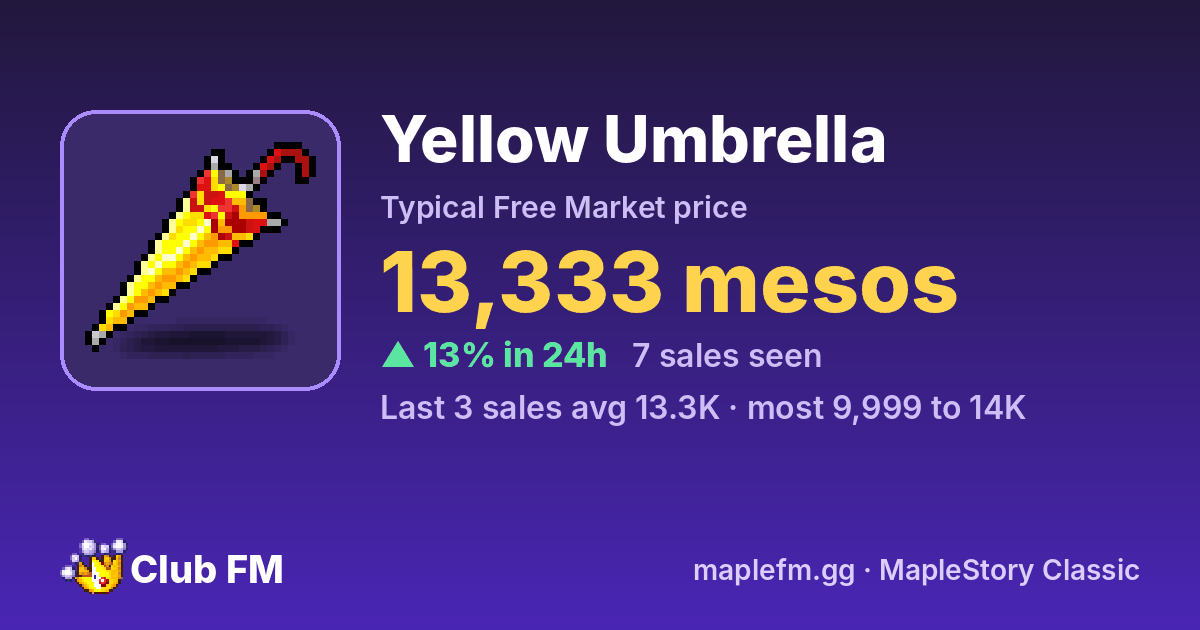 Yellow Umbrella
Typical Free Market price
13,333 mesos
▲ 13% in 24h 7 sales seen
Last 3 sales avg 13.3K · most 9,999 to 14K
Club FM
maplefm.gg · MapleStory Classic